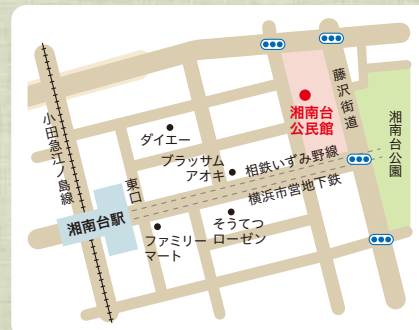 湘南台
公民館
藤沢街道
湘南台公園
小田急江ノ島線
ダイエー
ブラッサム
アオキ
相鉄いずみ野線
横浜市営地下鉄
東口
湘南台駅
そうてつ
ローゼン
ファミリー
マート